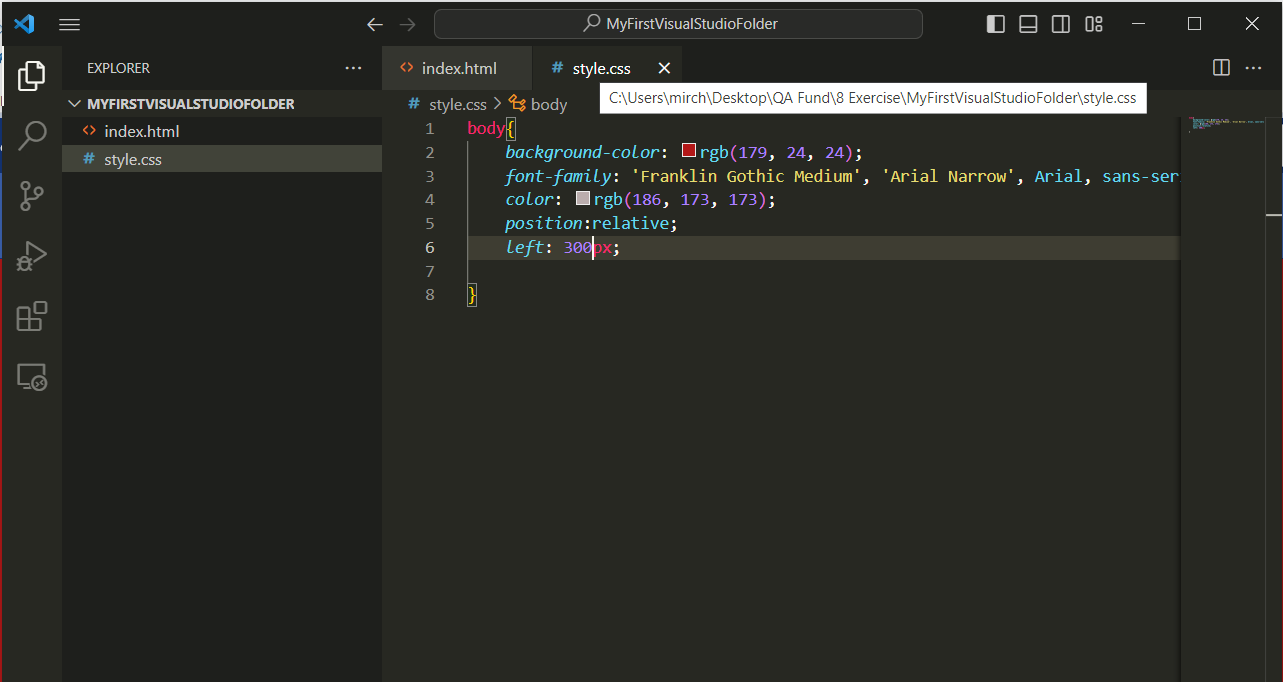 MyFirstVisualStudioFolder
EXPLORER
index.html
style.css
MYFIRSTVISUALSTUDIOFOLDER
index.html
style.css
style.css > body
C:\Users\mirch\Desktop\QA Fund\8 Exercise\MyFirstVisualStudioFolder\style.css
1 body{
2 background-color: rgb(179, 24, 24);
3 font-family: 'Franklin Gothic Medium', 'Arial Narrow', Arial, sans-ser
4 color: rgb(186, 173, 173);
5 position:relative;
6 left: 300px;
7
8 }